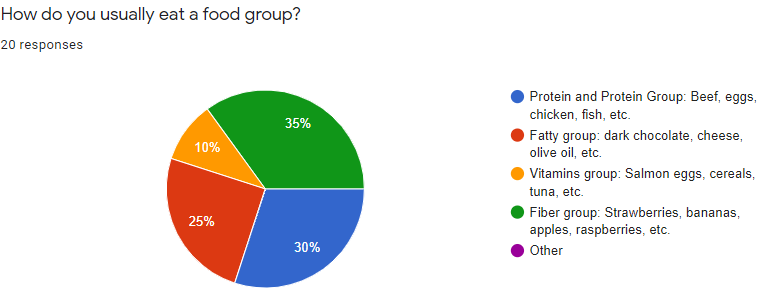 How do you usually eat a food group?
20 responses
35%
10%
25%
30%
Protein and Protein Group: Beef, eggs,
chicken, fish, etc.
Fatty group: dark chocolate, cheese,
olive oil, etc.
Vitamins group: Salmon eggs, cereals,
tuna, etc.
Fiber group: Strawberries, bananas,
apples, raspberries, etc.
Other